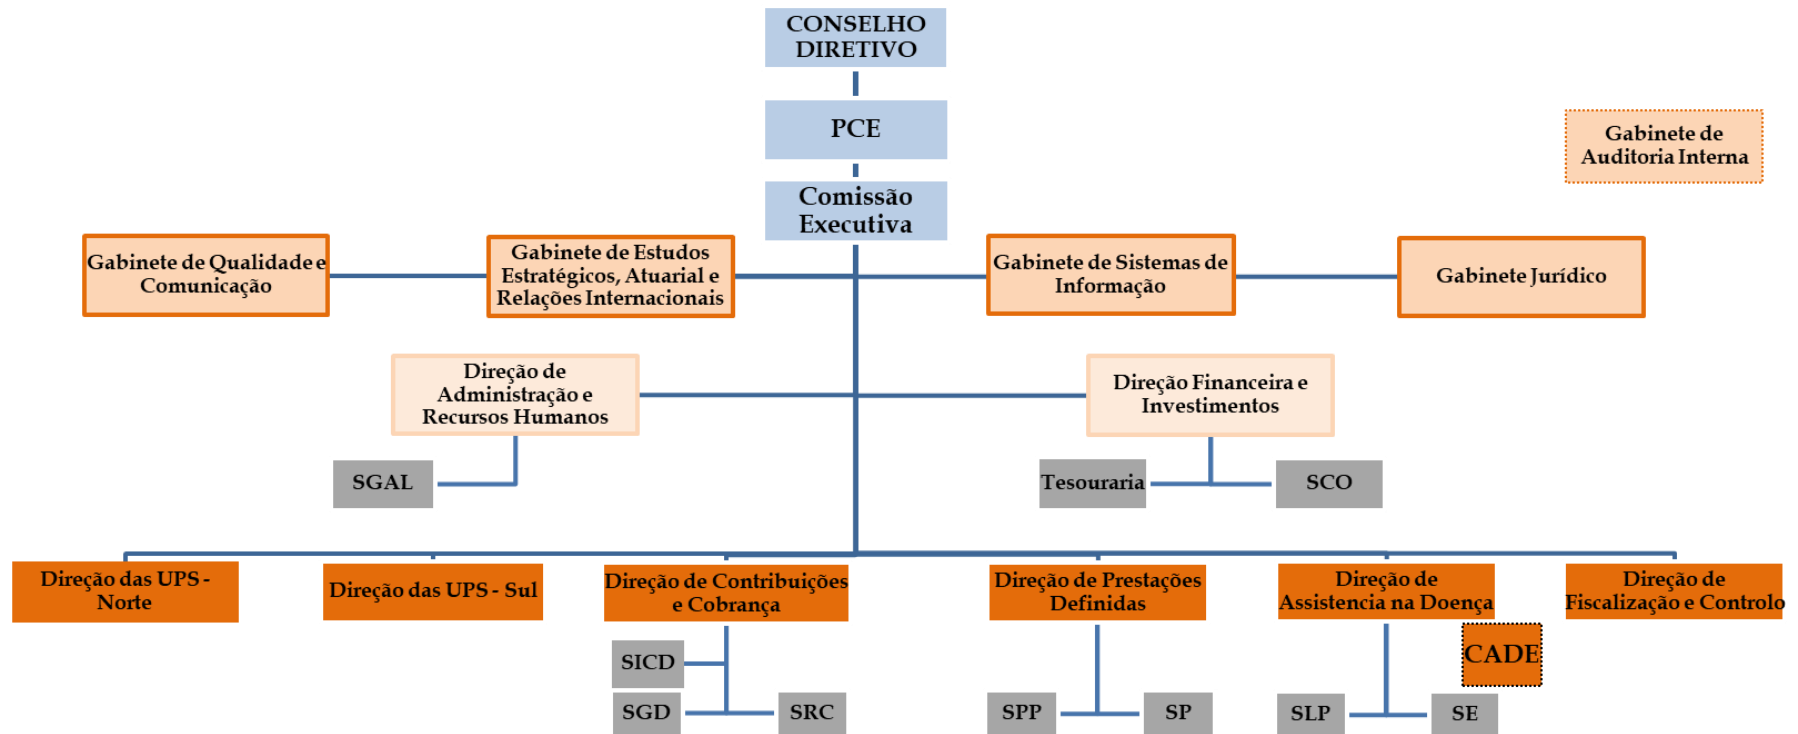 CONSELHO
DIRETIVO
PCE
Gabinete de
Auditoria Interna
Comissão
Executiva
Gabinete de Qualidade e
Comunicação
Gabinete de Estudos
Estratégicos, Atuarial e
Relações Internacionais
Gabinete de Sistemas de
Informação
Gabinete Jurídico
Direção de
Administração e
Recursos Humanos
Direção Financeira e
Investimentos
SGAL
Tesouraria
SCO
Direção das UPS -
Norte
Direção das UPS - Sul
Direção de Contribuições
e Cobrança
Direção de Prestações
Definidas
Direção de
Assistencia na Doença
Direção de
Fiscalização e Controlo
CADE
SICD
SGD
SRC
SPP
SP
SLP
SE